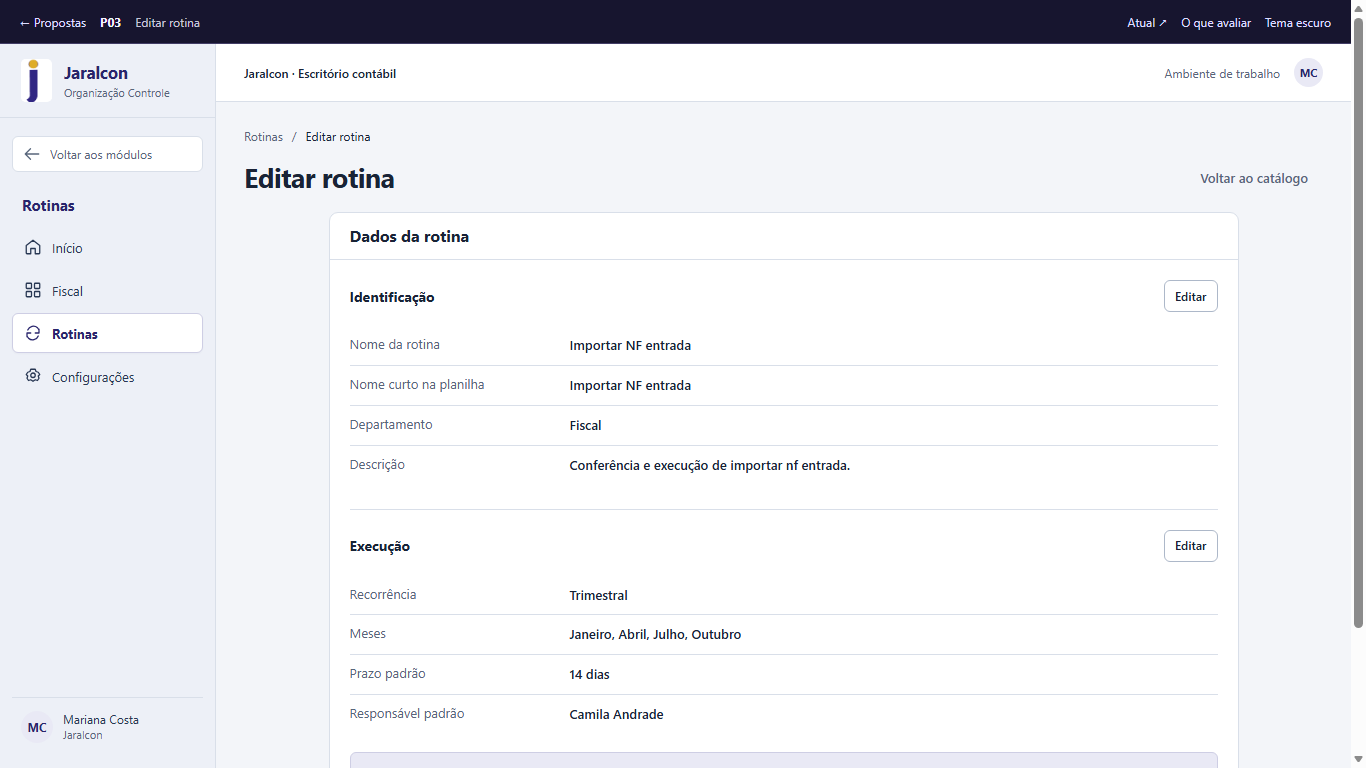 ← Propostas P03 Editar rotina Atual ↗ O que avaliar Tema escuro
j Jaralcon
Organização Controle
Jaralcon · Escritório contábil Ambiente de trabalho MC
← Voltar aos módulos
Rotinas
Início
Fiscal
Rotinas
Configurações
MC Mariana Costa
Jaralcon
Rotinas / Editar rotina
Editar rotina Voltar ao catálogo
Dados da rotina
Identificação Editar
Nome da rotina Importar NF entrada
Nome curto na planilha Importar NF entrada
Departamento Fiscal
Descrição Conferência e execução de importar nf entrada.
Execução Editar
Recorrência Trimestral
Meses Janeiro, Abril, Julho, Outubro
Prazo padrão 14 dias
Responsável padrão Camila Andrade